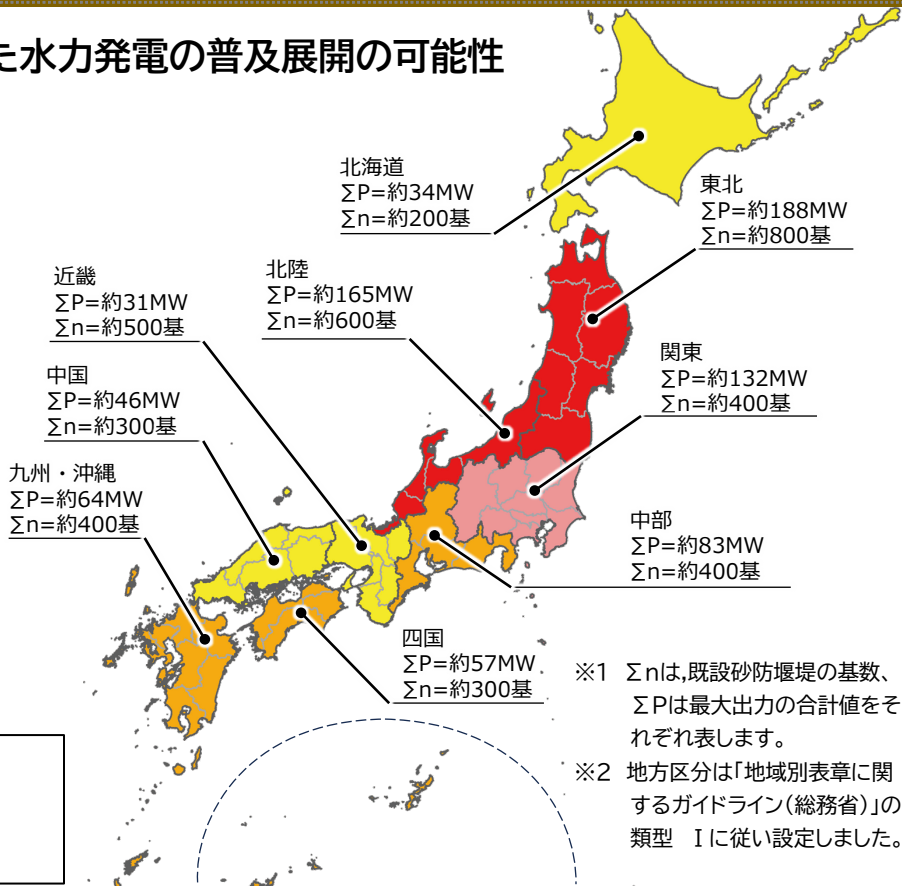 た水力発電の普及展開の可能性
北海道
ΣP=約34MW
Σn=約200基
東北
ΣP=約188MW
Σn=約800基
近畿
ΣP=約31MW
Σn=約500基
北陸
ΣP=約165MW
Σn=約600基
関東
ΣP=約132MW
Σn=約400基
中国
ΣP=約46MW
Σn=約300基
九州・沖縄
ΣP=約64MW
Σn=約400基
中部
ΣP=約83MW
Σn=約400基
四国
ΣP=約57MW
Σn=約300基
※1 Σnは,既設砂防堰堤の基数、
ΣPは最大出力の合計値をそ
れぞれ表します。
※2 地方区分は「地域別表章に関
するガイドライン(総務省)」の
類型 Ⅰに従い設定しました。